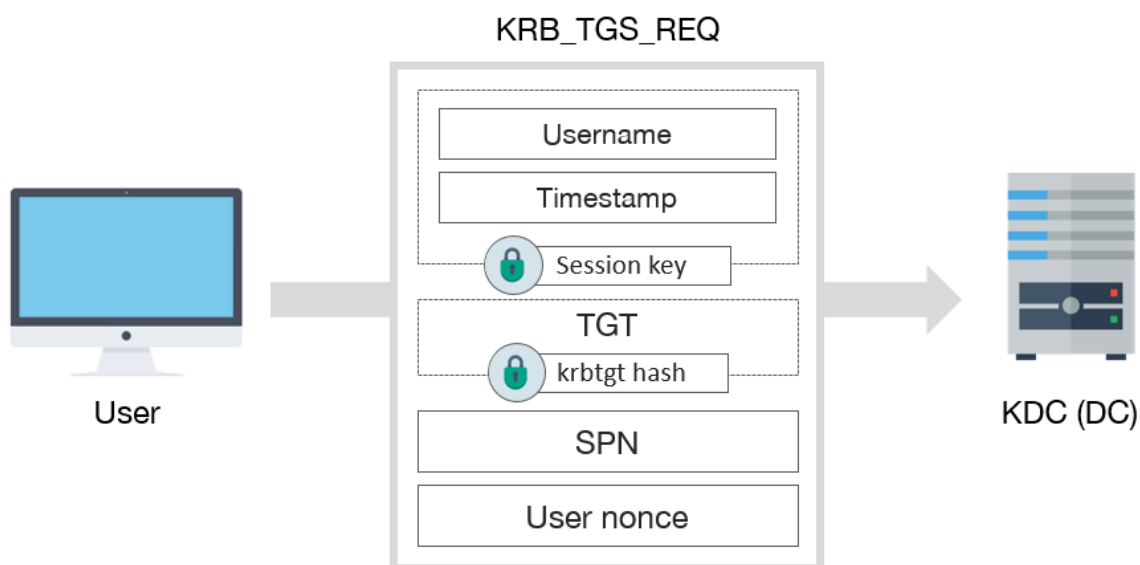 KRB_TGS_REQ
Username
Timestamp
Session key
TGT
krbtgt hash
SPN
User nonce
User
KDC (DC)